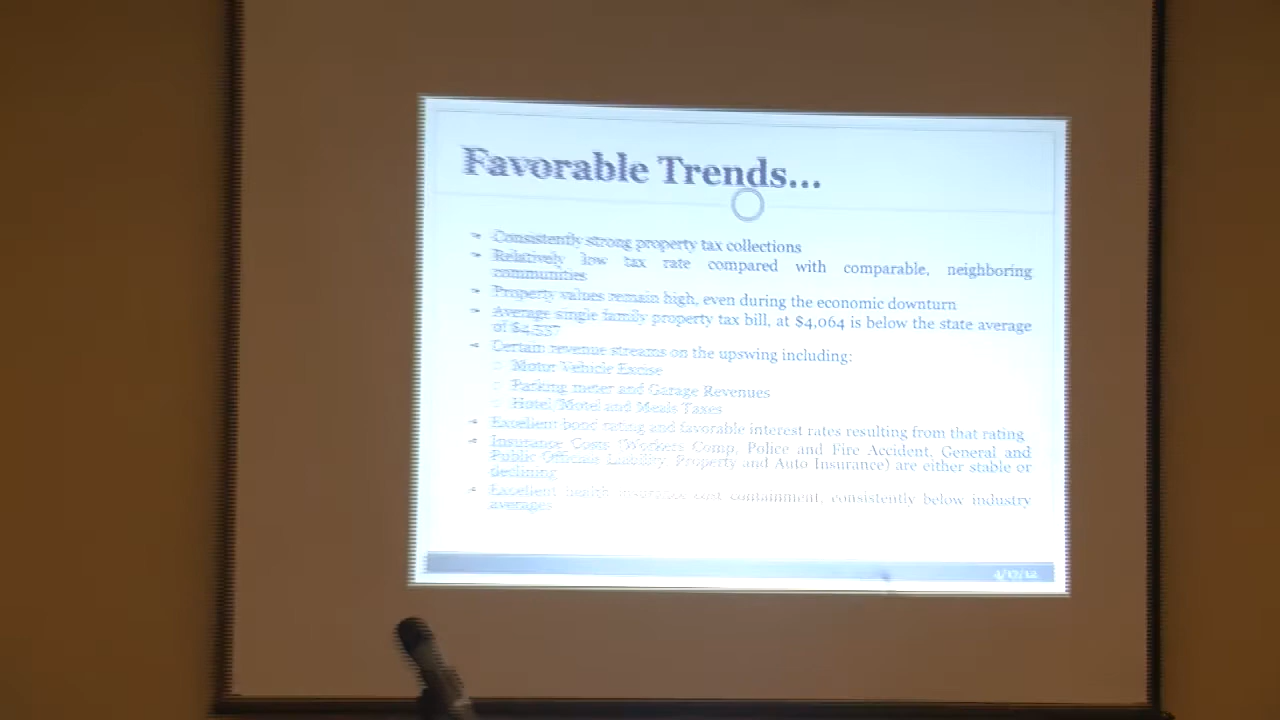 Favorable Trends...
Consistently strong property tax collections
Relatively low tax rate compared with comparable, neighboring
communities
Property values remain high, even during the economic downturn
Average single family property tax bill, at $4,064 is below the state average
of
Certain revenue streams on the upswing including:
Motor Vehicle Excise
Parking meter and Garage Revenues
Hotel/Motel and Meals Taxes
Excellent bond rating and favorable interest rates resulting from that rating
Insurance Costs (Workers Comp, Police and Fire Accident, General and
Public Officials Liability, Property and Auto Insurance) are either stable or
declining
Excellent health insurance cost containment, consistently below industry
averages